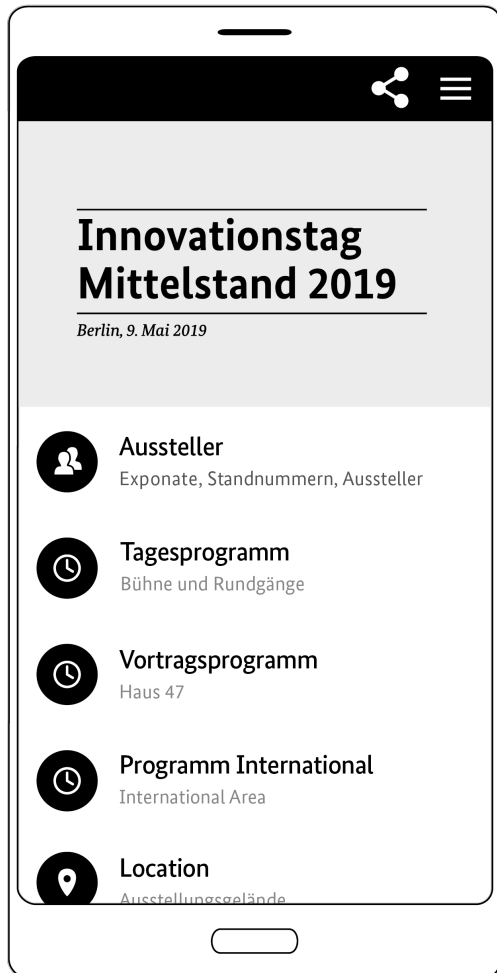 Innovationstag
Mittelstand 2019
Berlin, 9. Mai 2019
Aussteller
Exponate, Standnummern, Aussteller
Tagesprogramm
Bühne und Rundgänge
Vortragsprogramm
Haus 47
Programm International
International Area
Location
Ausstellungsgelände